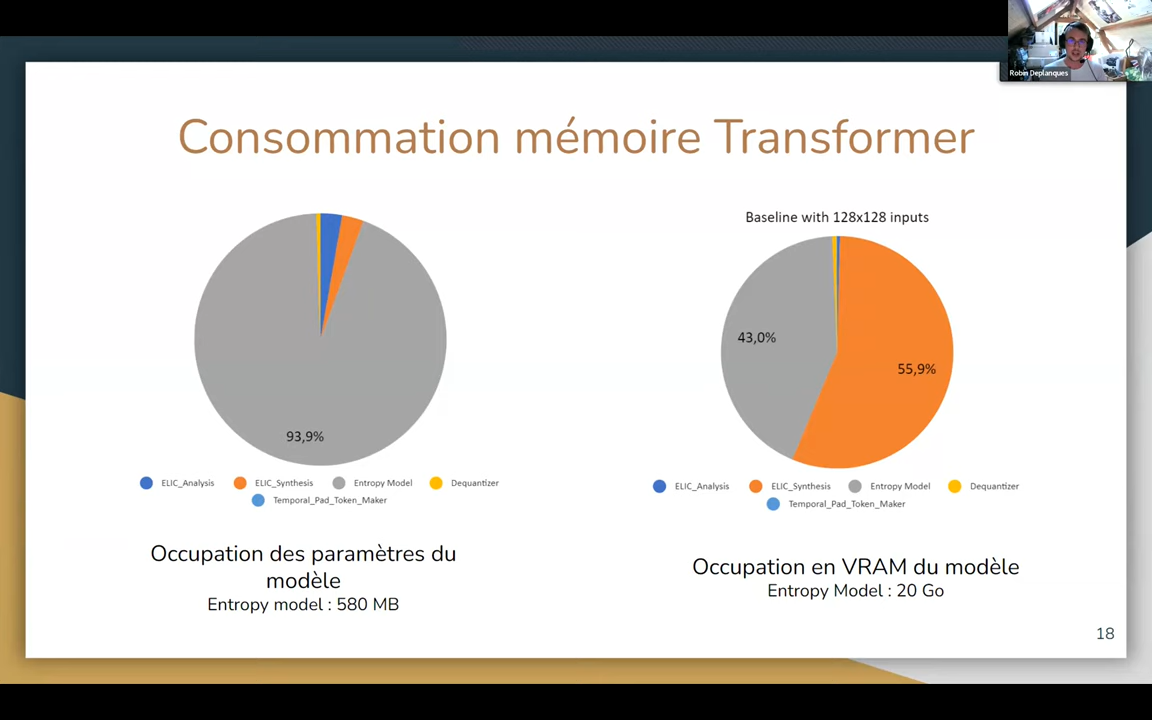 Robin Deplanques
Consommation mémoire Transformer
93,9%
ELIC_Analysis ELIC_Synthesis Entropy Model Dequantizer
Temporal_Pad_Token_Maker
Occupation des paramètres du
modèle
Entropy model : 580 MB
Baseline with 128x128 inputs
43,0%
55,9%
ELIC_Analysis ELIC_Synthesis Entropy Model Dequantizer
Temporal_Pad_Token_Maker
Occupation en VRAM du modèle
Entropy Model : 20 Go
18